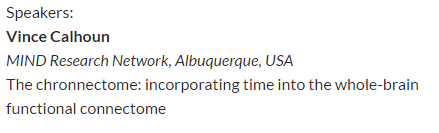 Speakers:
Vince Calhoun
MIND Research Network, Albuquerque, USA
The chronnectome: incorporating time into the whole-brain
functional connectome